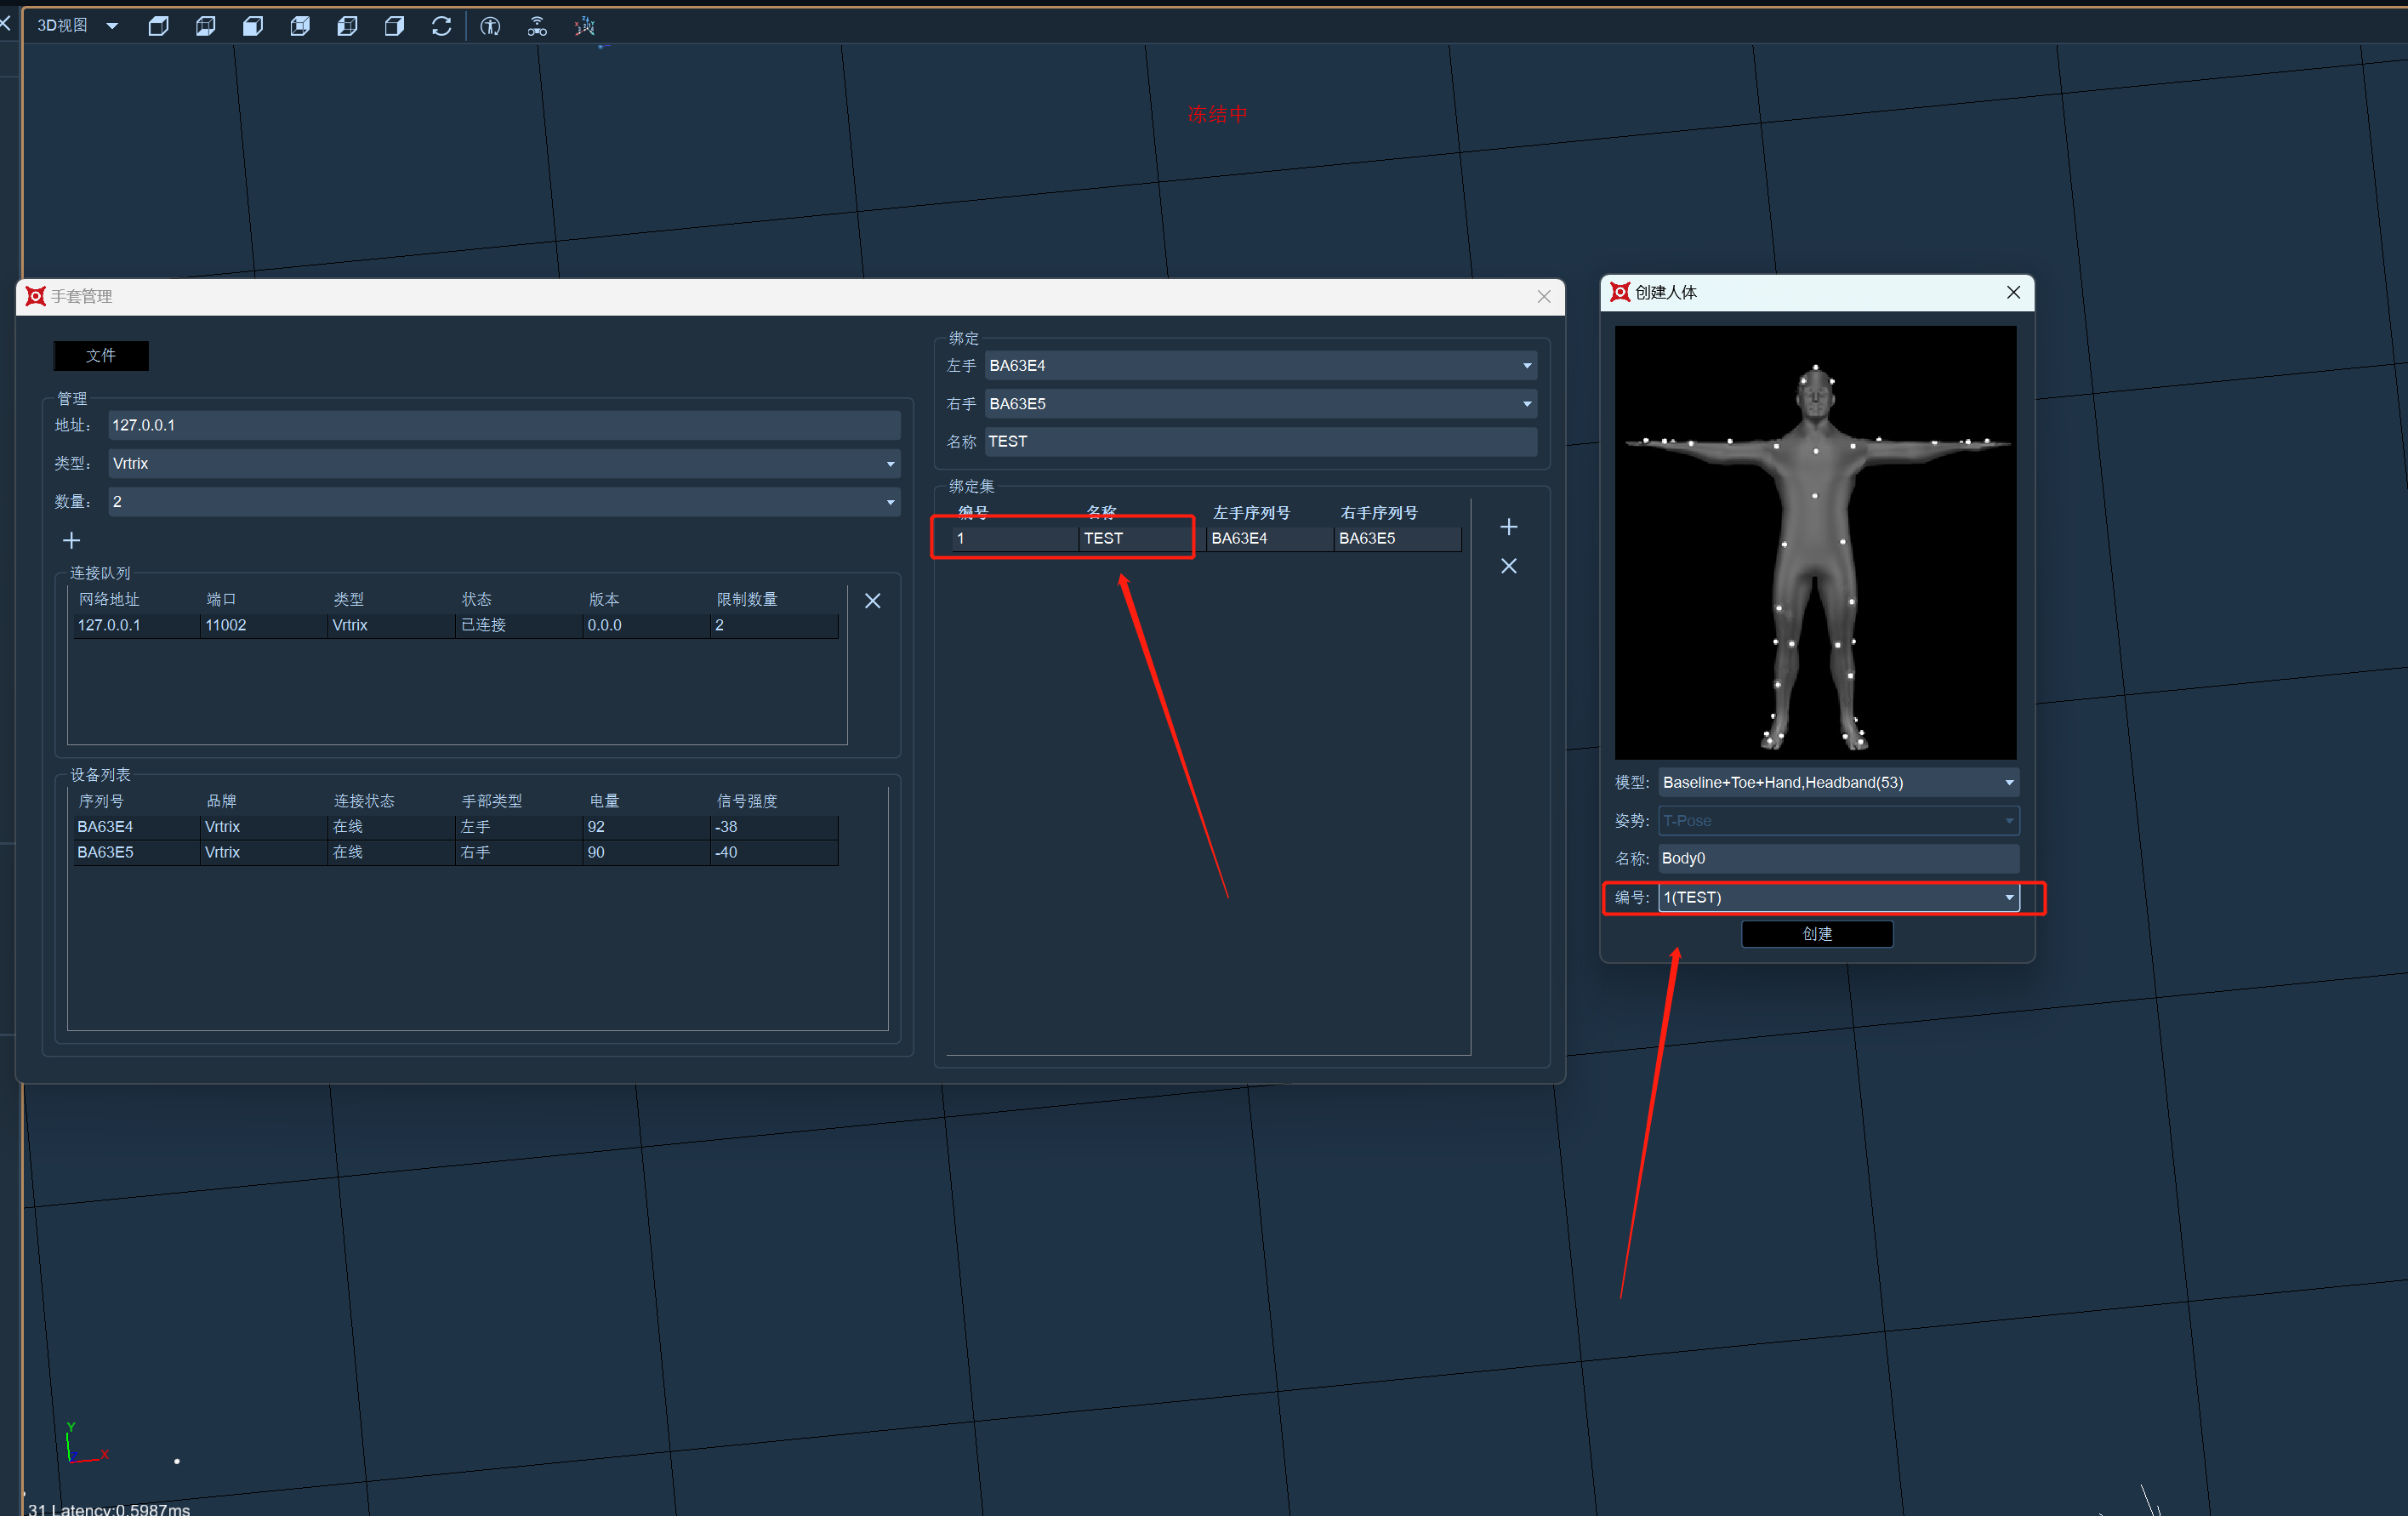 3D视图
冻结中
手套管理
文件
管理
地址： 127.0.0.1
类型： Vrtrix
数量： 2
连接队列
网络地址 端口 类型 状态 版本 限制数量
127.0.0.1 11002 Vrtrix 已连接 0.0.0 2
设备列表
序列号 品牌 连接状态 手部类型 电量 信号强度
BA63E4 Vrtrix 在线 左手 92 -38
BA63E5 Vrtrix 在线 右手 90 -40
绑定
左手 BA63E4
右手 BA63E5
名称 TEST
绑定集
编号 名称 左手序列号 右手序列号
1 TEST BA63E4 BA63E5
创建人体
模型: Baseline+Toe+Hand,Headband(53)
姿势: T-Pose
名称: Body0
编号: 1(TEST)
创建
Y
X
31 Latency:0.5987ms